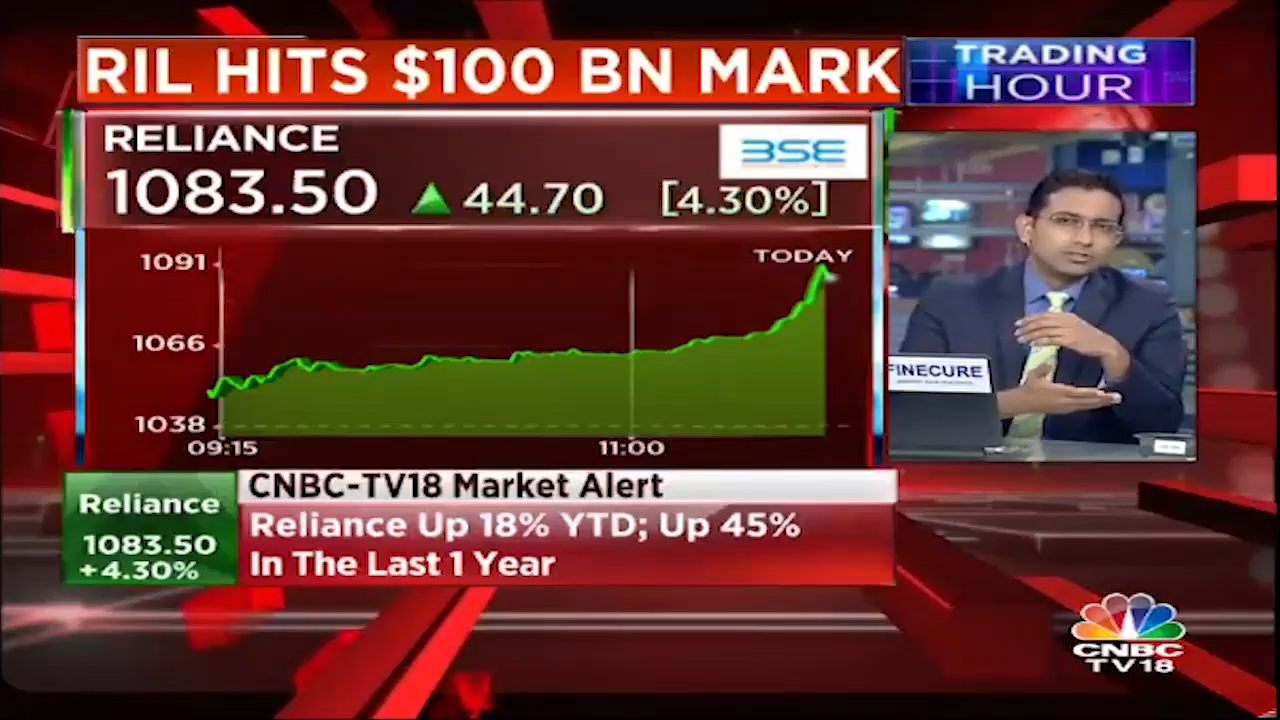 RIL HITS $100 BN MARK
TRADING
HOUR
RELIANCE
BSE
1083.50 ▲ 44.70 [4.30%]
TODAY
1091
1066
1038
09:15 11:00
FINECURE
Reliance
1083.50
+4.30%
CNBC-TV18 Market Alert
Reliance Up 18% YTD; Up 45%
In The Last 1 Year
CNBC
TV18